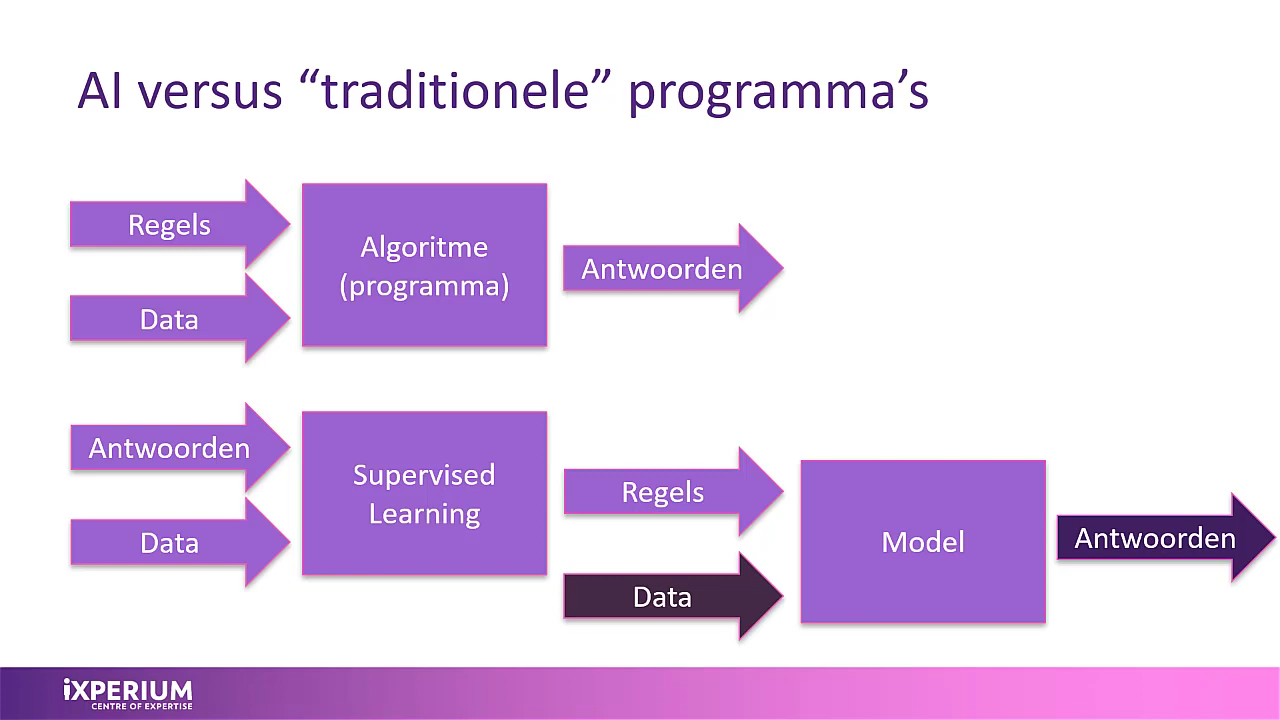 AI versus “traditionele” programma’s
Regels
Data
Algoritme
(programma)
Antwoorden
Antwoorden
Data
Supervised
Learning
Regels
Data
Model
Antwoorden
iXPERIUM
CENTRE OF EXPERTISE